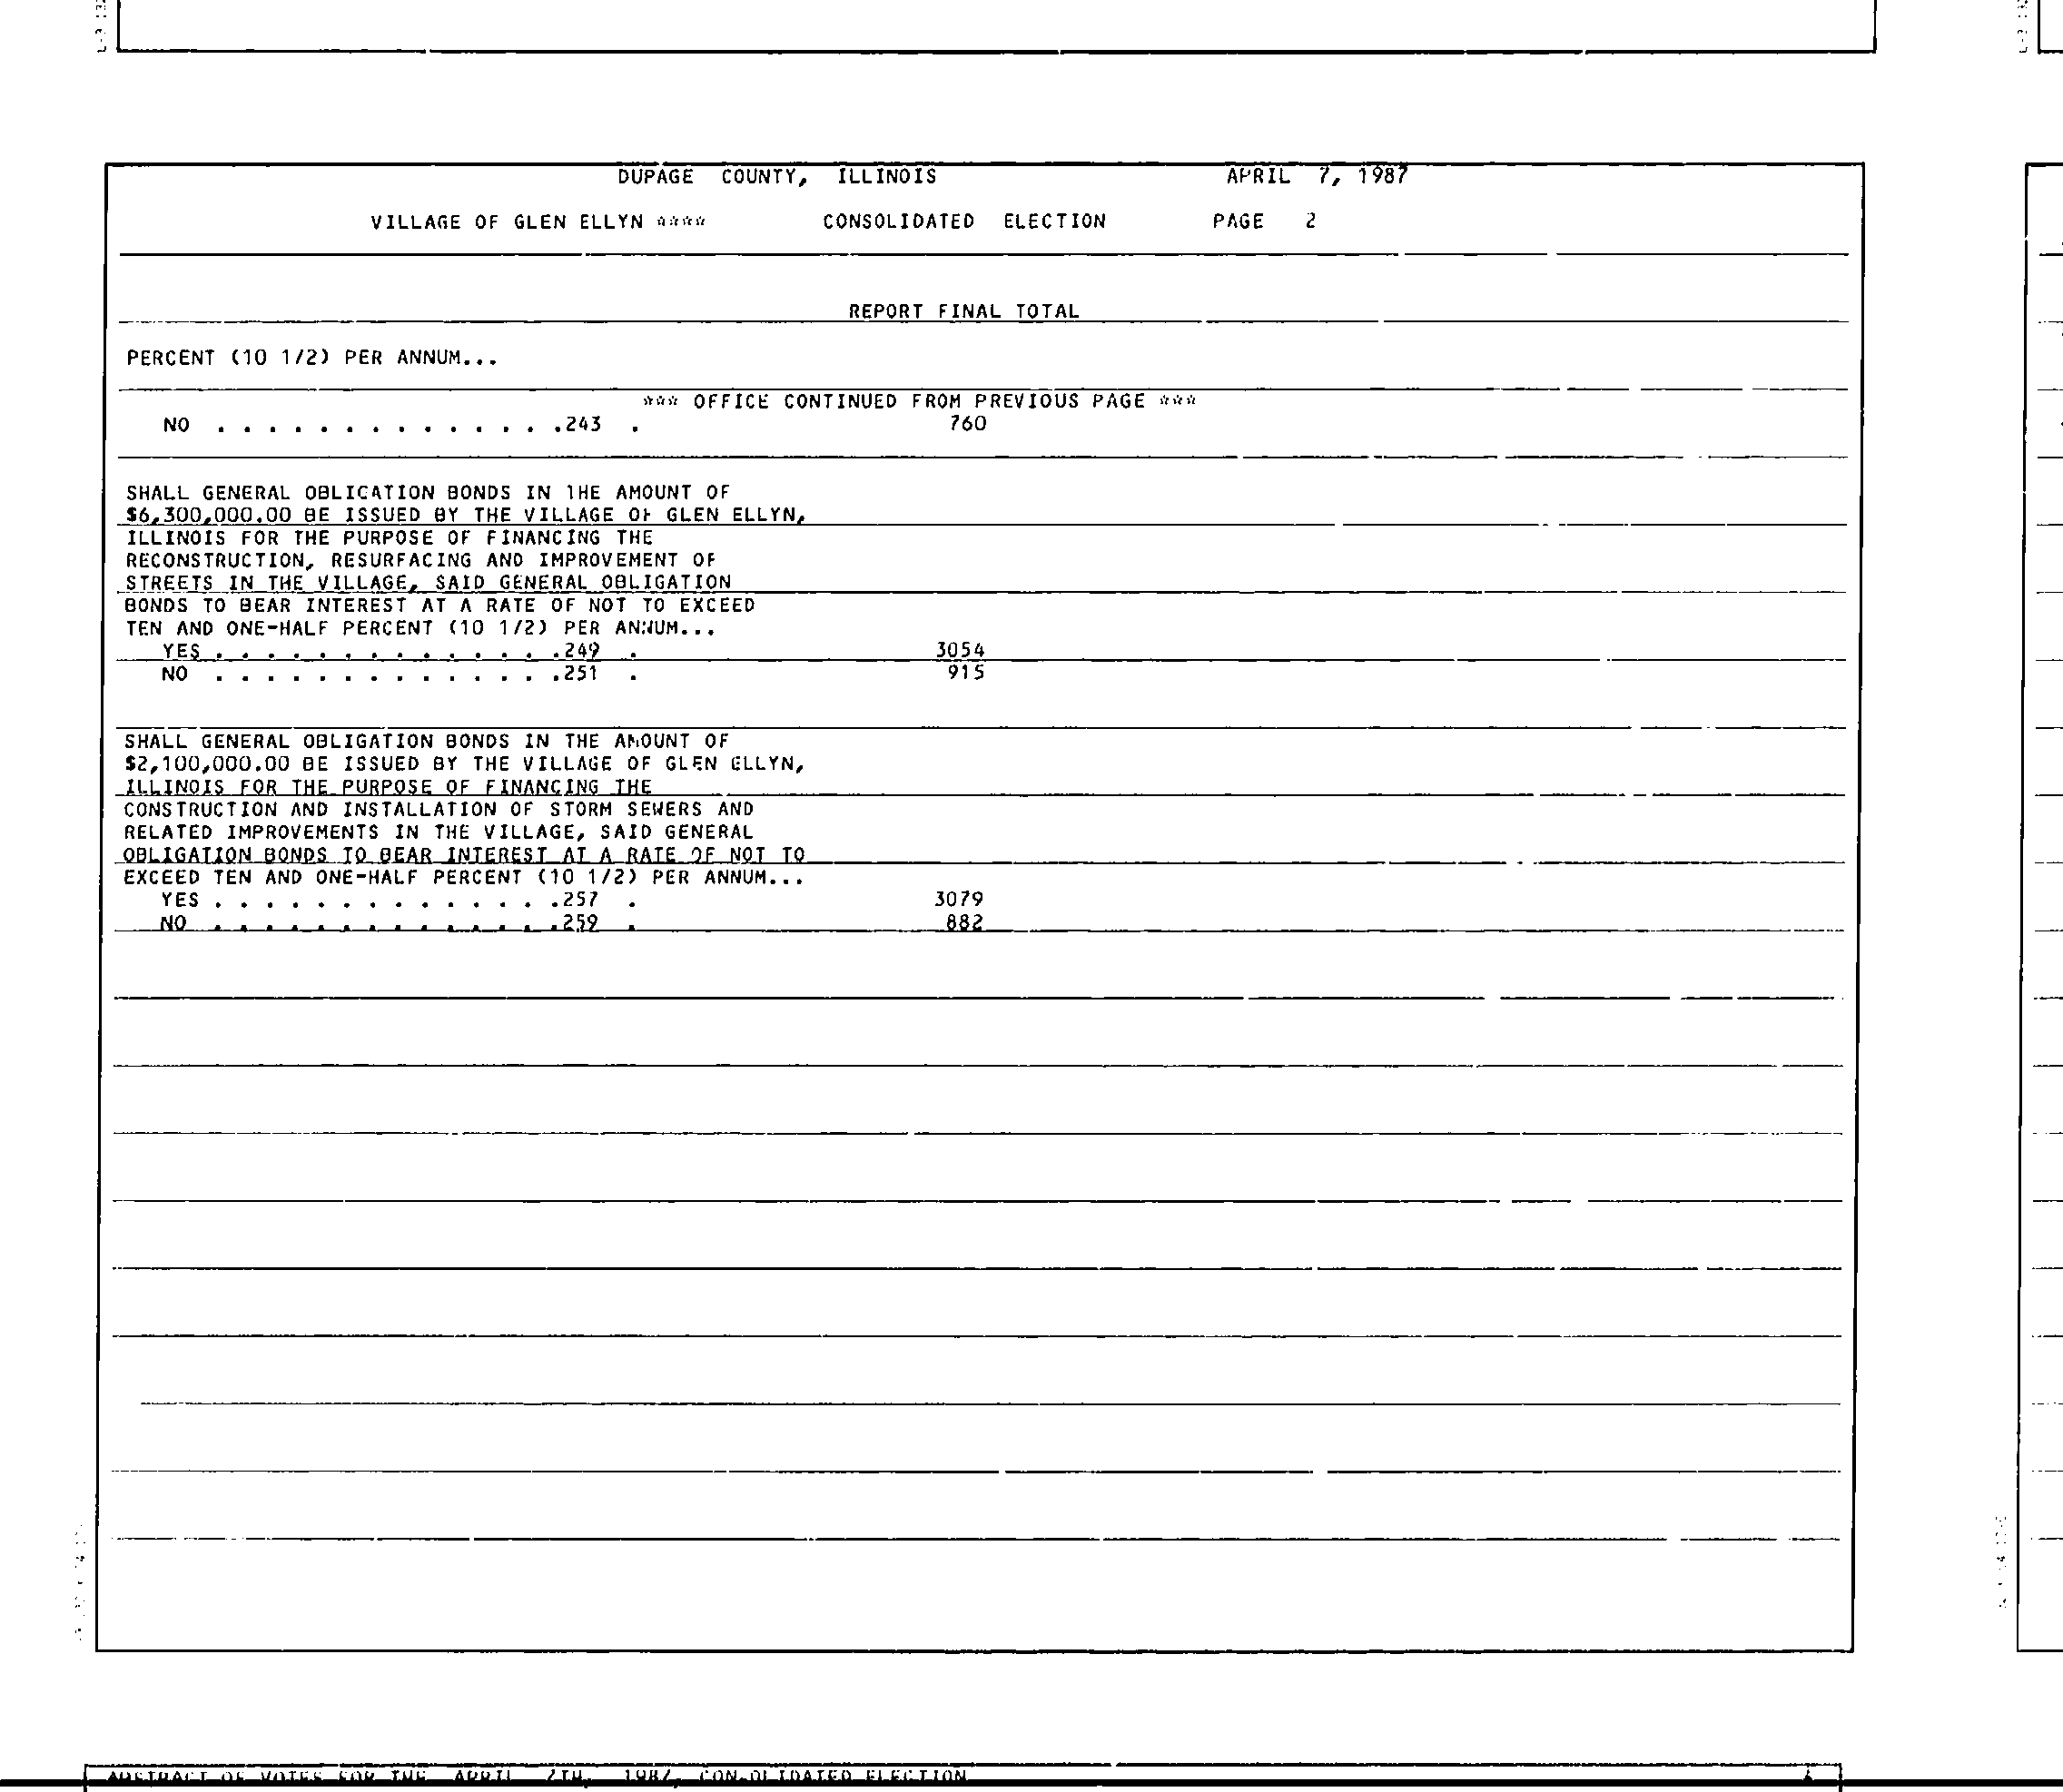 DUPAGE COUNTY, ILLINOIS APRIL 7, 1987
VILLAGE OF GLEN ELLYN **** CONSOLIDATED ELECTION PAGE 2
REPORT FINAL TOTAL
PERCENT (10 1/2) PER ANNUM...
*** OFFICE CONTINUED FROM PREVIOUS PAGE ***
NO . . . . . . . . . . . . . .243 . 760
SHALL GENERAL OBLIGATION BONDS IN THE AMOUNT OF
$6,300,000.00 BE ISSUED BY THE VILLAGE OF GLEN ELLYN,
ILLINOIS FOR THE PURPOSE OF FINANCING THE
RECONSTRUCTION, RESURFACING AND IMPROVEMENT OF
STREETS IN THE VILLAGE, SAID GENERAL OBLIGATION
BONDS TO BEAR INTEREST AT A RATE OF NOT TO EXCEED
TEN AND ONE-HALF PERCENT (10 1/2) PER ANNUM...
YES . . . . . . . . . . . . . .249 . 3054
NO . . . . . . . . . . . . . .251 . 915
SHALL GENERAL OBLIGATION BONDS IN THE AMOUNT OF
$2,100,000.00 BE ISSUED BY THE VILLAGE OF GLEN ELLYN,
ILLINOIS FOR THE PURPOSE OF FINANCING THE
CONSTRUCTION AND INSTALLATION OF STORM SEWERS AND
RELATED IMPROVEMENTS IN THE VILLAGE, SAID GENERAL
OBLIGATION BONDS TO BEAR INTEREST AT A RATE OF NOT TO
EXCEED TEN AND ONE-HALF PERCENT (10 1/2) PER ANNUM...
YES . . . . . . . . . . . . . .257 . 3079
NO . . . . . . . . . . . . . .259 . 882
ABSTRACT OF VOTES FOR THE APRIL 7TH, 1987, CONSOLIDATED ELECTION